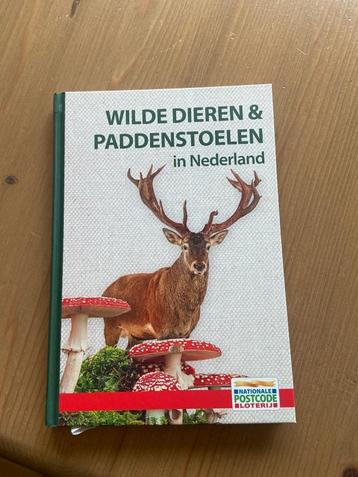 WILDE DIEREN &
PADDENSTOELEN
in Nederland
NATIONALE
POSTCODE
LOTERIJ